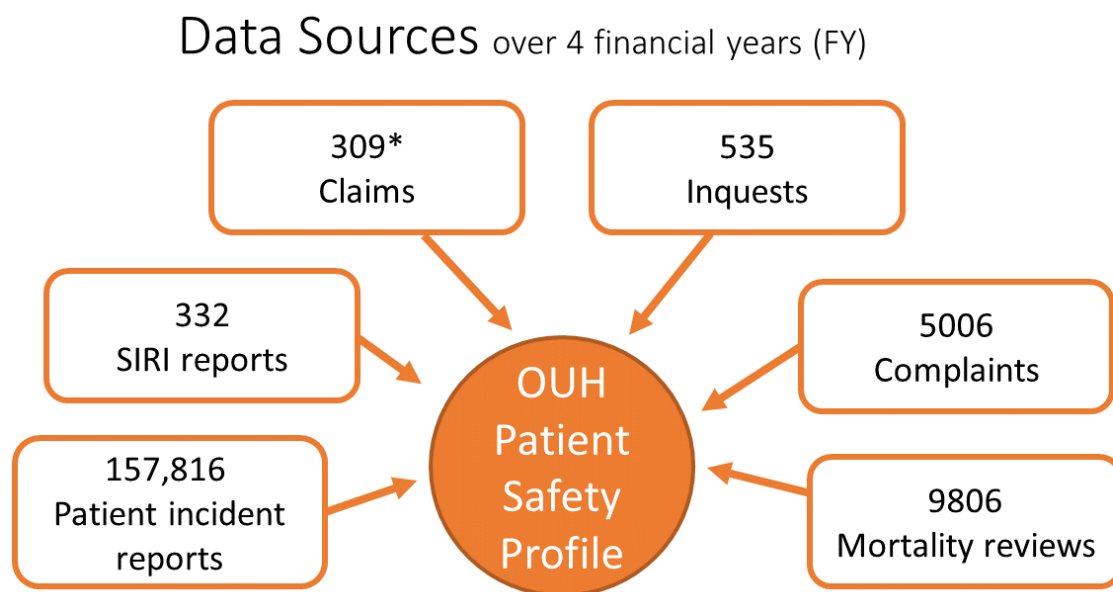 Data Sources over 4 financial years (FY)
309*
Claims
535
Inquests
332
SIRI reports
5006
Complaints
157,816
Patient incident
reports
9806
Mortality reviews
OUH
Patient
Safety
Profile